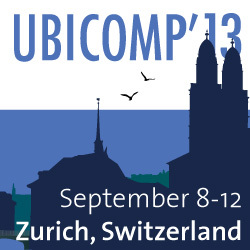 UBICOMP'13
September 8-12
Zurich, Switzerland